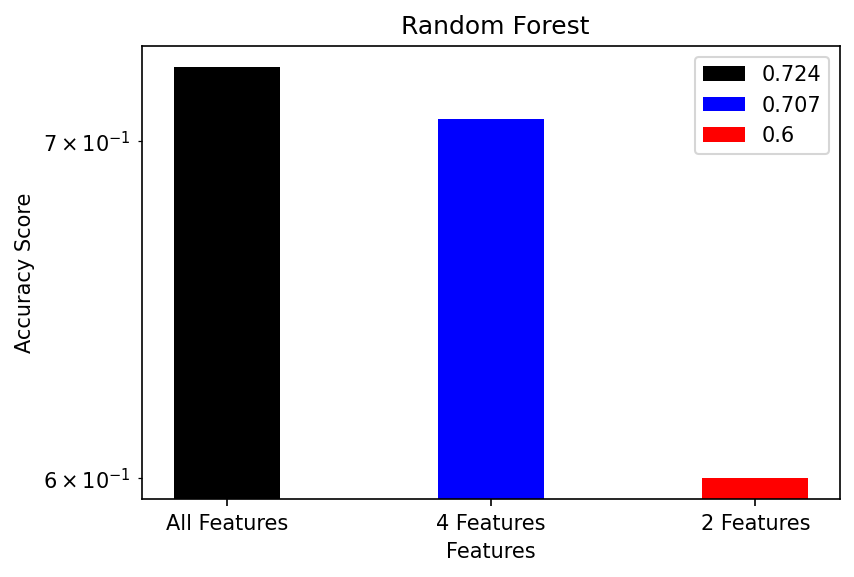 Random Forest
0.724
0.707
0.6
Accuracy Score
7 × 10⁻¹
6 × 10⁻¹
All Features
4 Features
2 Features
Features